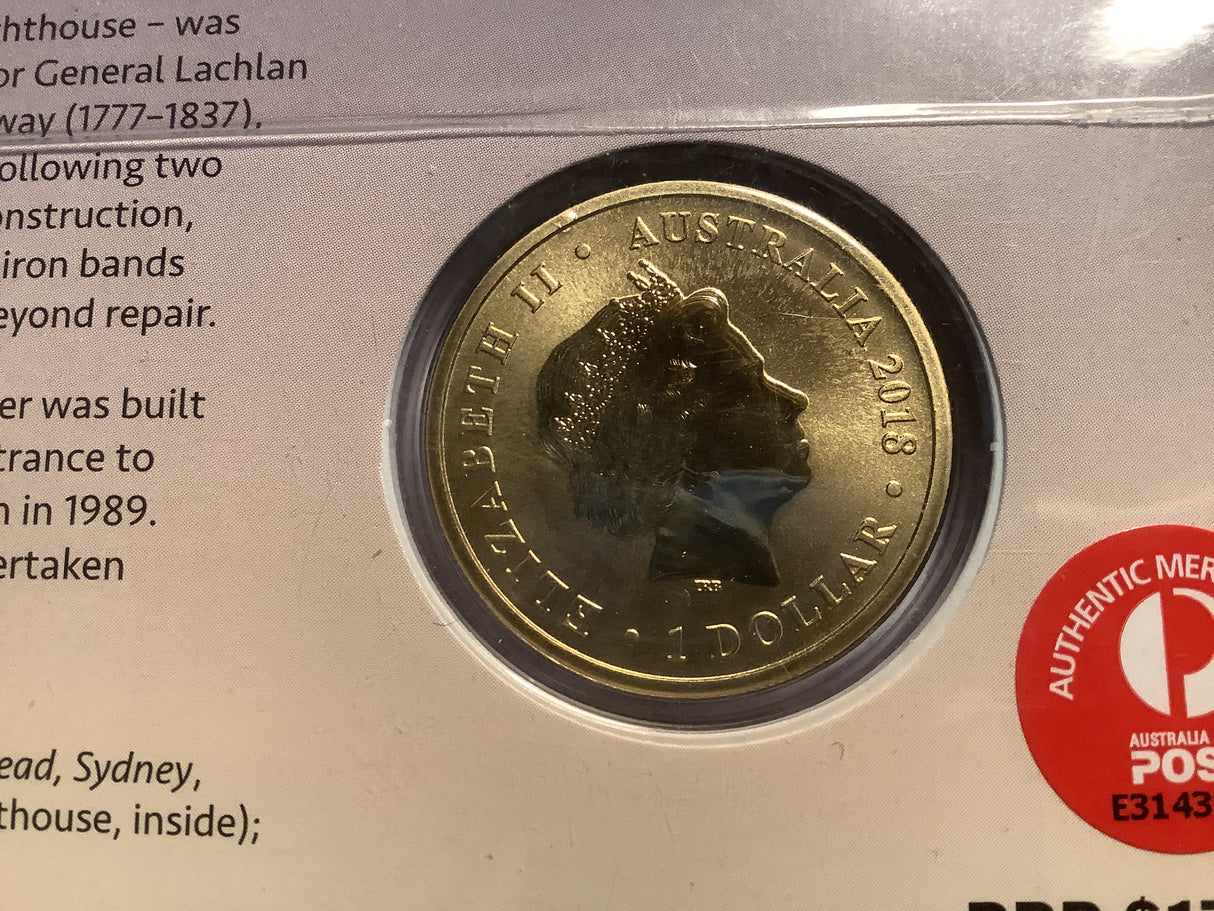 hthouse – was
or General Lachlan
way (1777–1837),
ollowing two
onstruction,
iron bands
eyond repair.
er was built
trance to
n in 1989.
ertaken
ead, Sydney,
thouse, inside);
ELIZABETH II • AUSTRALIA 2018 • 1 DOLLAR •
IRB
AUTHENTIC MER
AUSTRALIA
POS
E3143
RRP $17